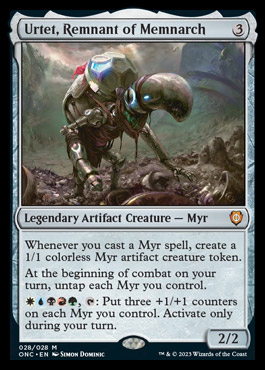 Urtet, Remnant of Memnarch 3
Legendary Artifact Creature — Myr
Whenever you cast a Myr spell, create a
1/1 colorless Myr artifact creature token.
At the beginning of combat on your
turn, untap each Myr you control.
, : Put three +1/+1 counters
on each Myr you control. Activate only
during your turn.
2/2
028/028 M
ONC • EN Simon Dominic
™ & © 2023 Wizards of the Coast